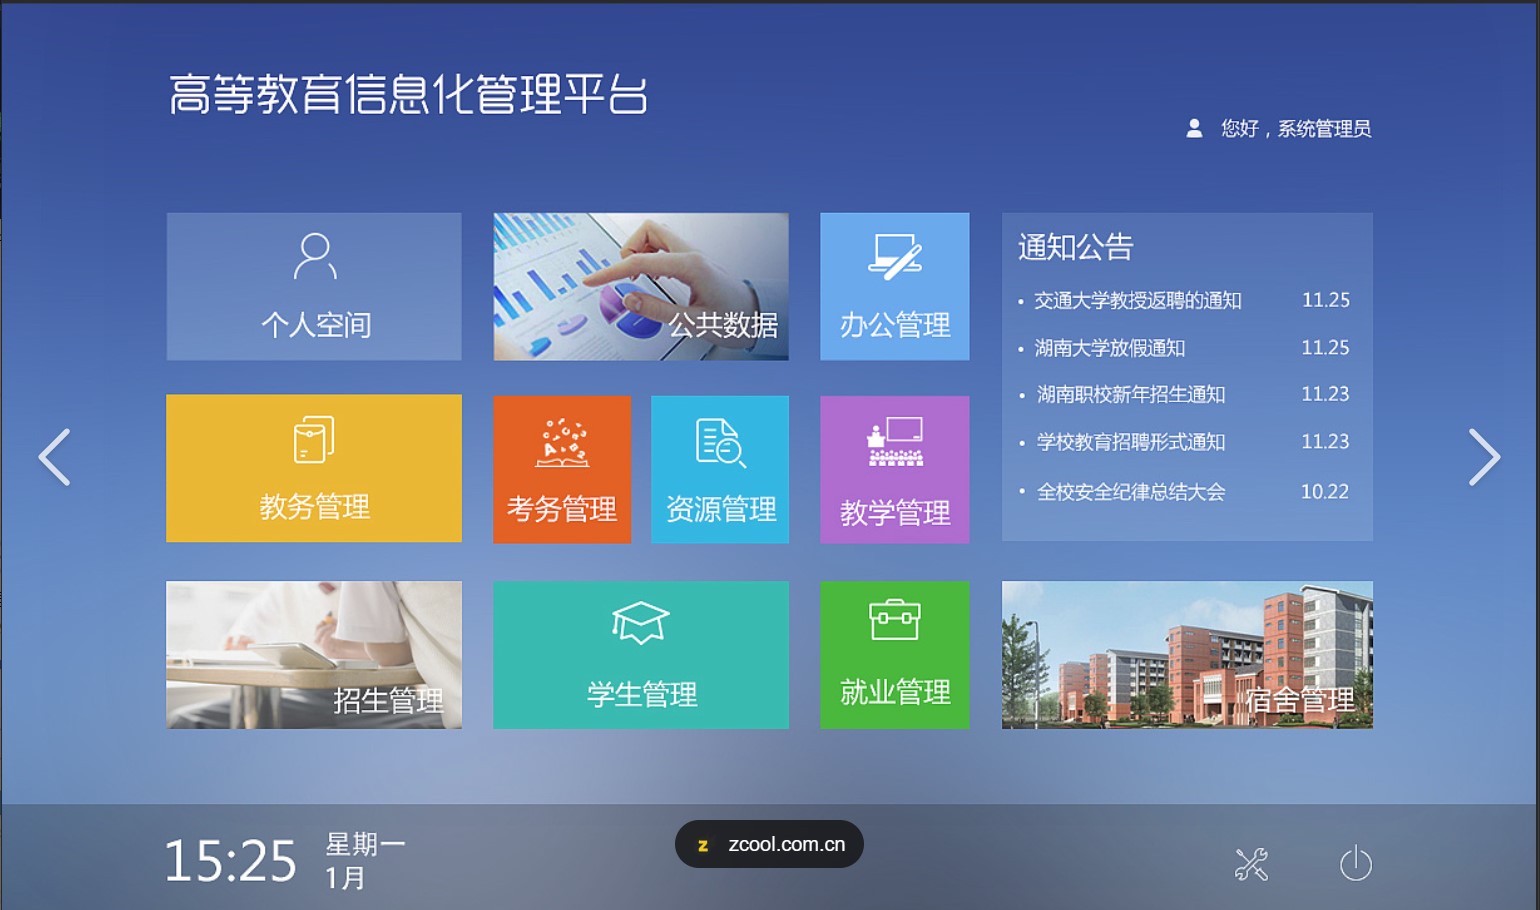 高等教育信息化管理平台
您好，系统管理员
个人空间
公共数据
办公管理
通知公告
• 交通大学教授返聘的通知 11.25
• 湖南大学放假通知 11.25
• 湖南职校新年招生通知 11.23
• 学校教育招聘形式通知 11.23
• 全校安全纪律总结大会 10.22
教务管理
考务管理
资源管理
教学管理
招生管理
学生管理
就业管理
宿舍管理
15:25
星期一
1月
z zcool.com.cn